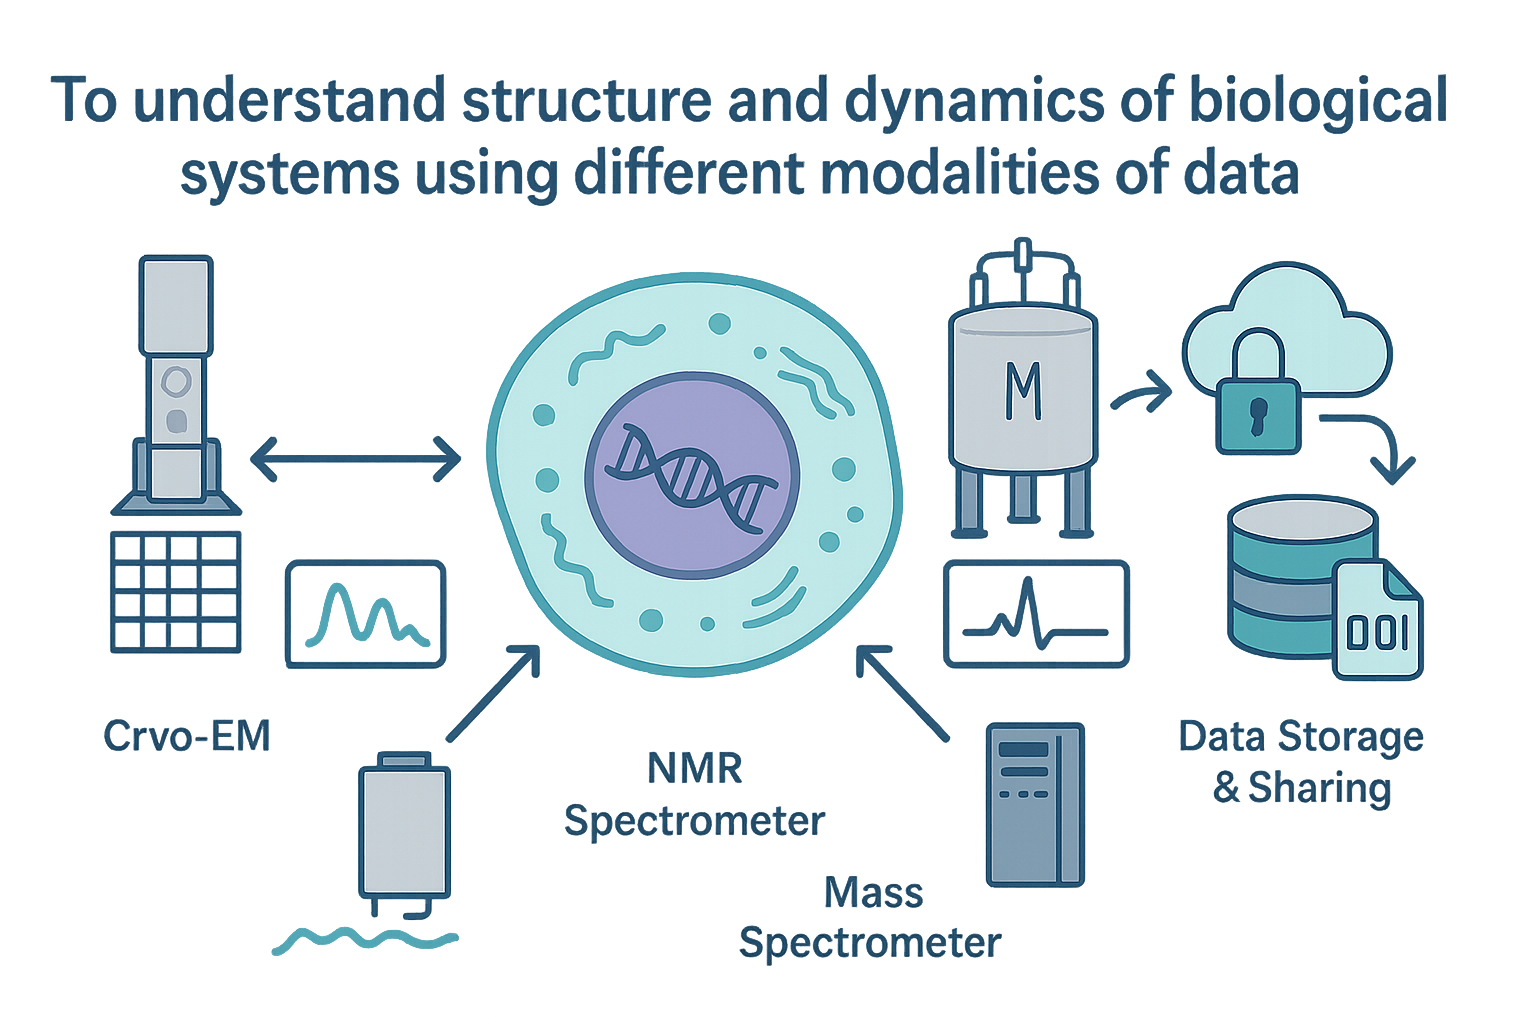 To understand structure and dynamics of biological
systems using different modalities of data
M
DOI
Crvo-EM
NMR
Spectrometer
Mass
Spectrometer
Data Storage
& Sharing